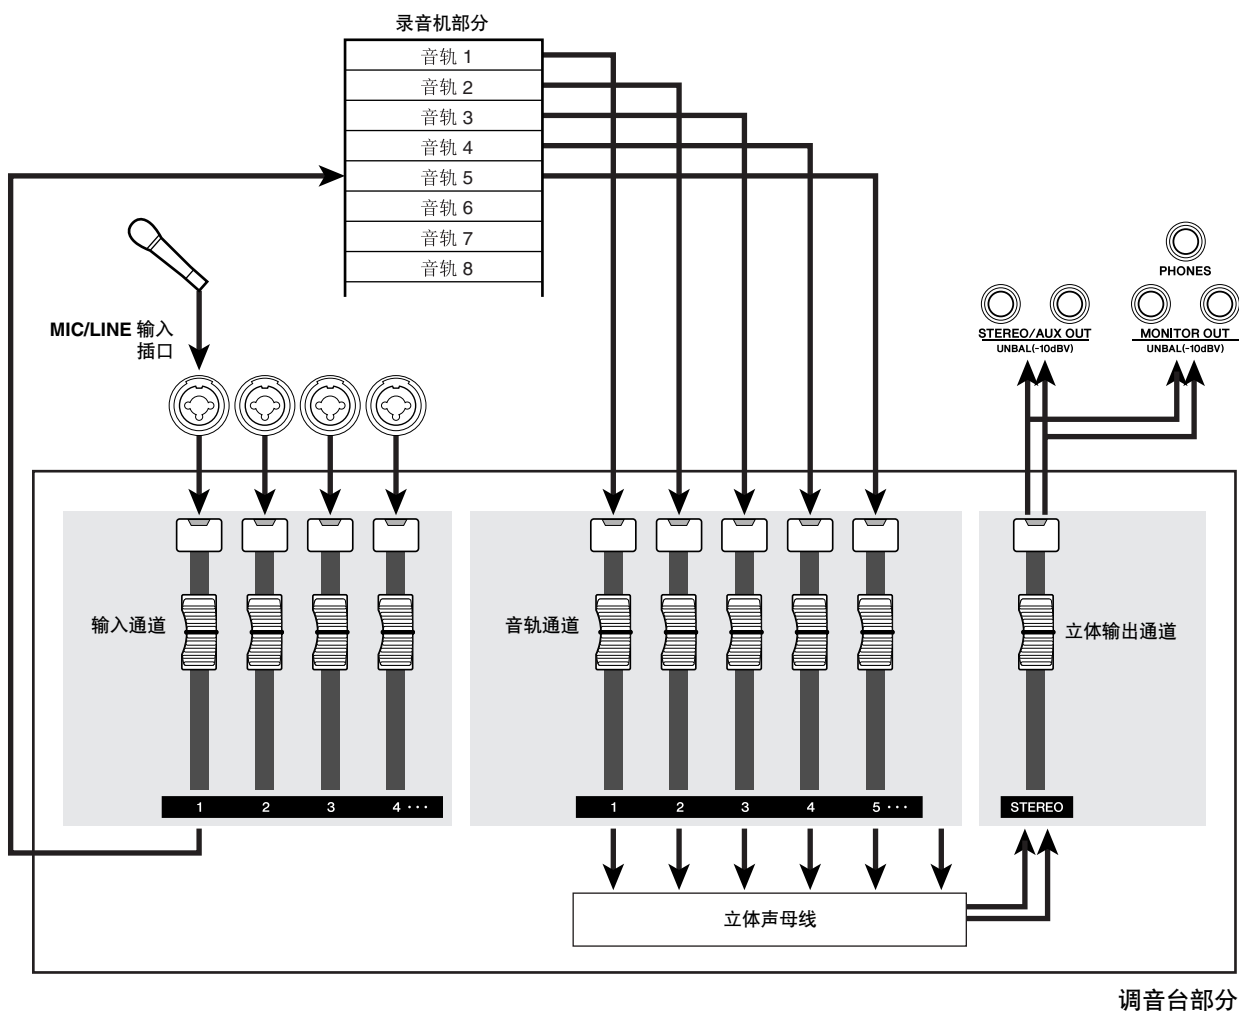 录音机部分
音轨 1
音轨 2
音轨 3
音轨 4
音轨 5
音轨 6
音轨 7
音轨 8
MIC/LINE 输入
插口
PHONES
STEREO/AUX OUT
UNBAL(-10dBV)
MONITOR OUT
UNBAL(-10dBV)
输入通道
音轨通道
立体输出通道
1 2 3 4 ···
1 2 3 4 5 ···
STEREO
立体声母线
调音台部分